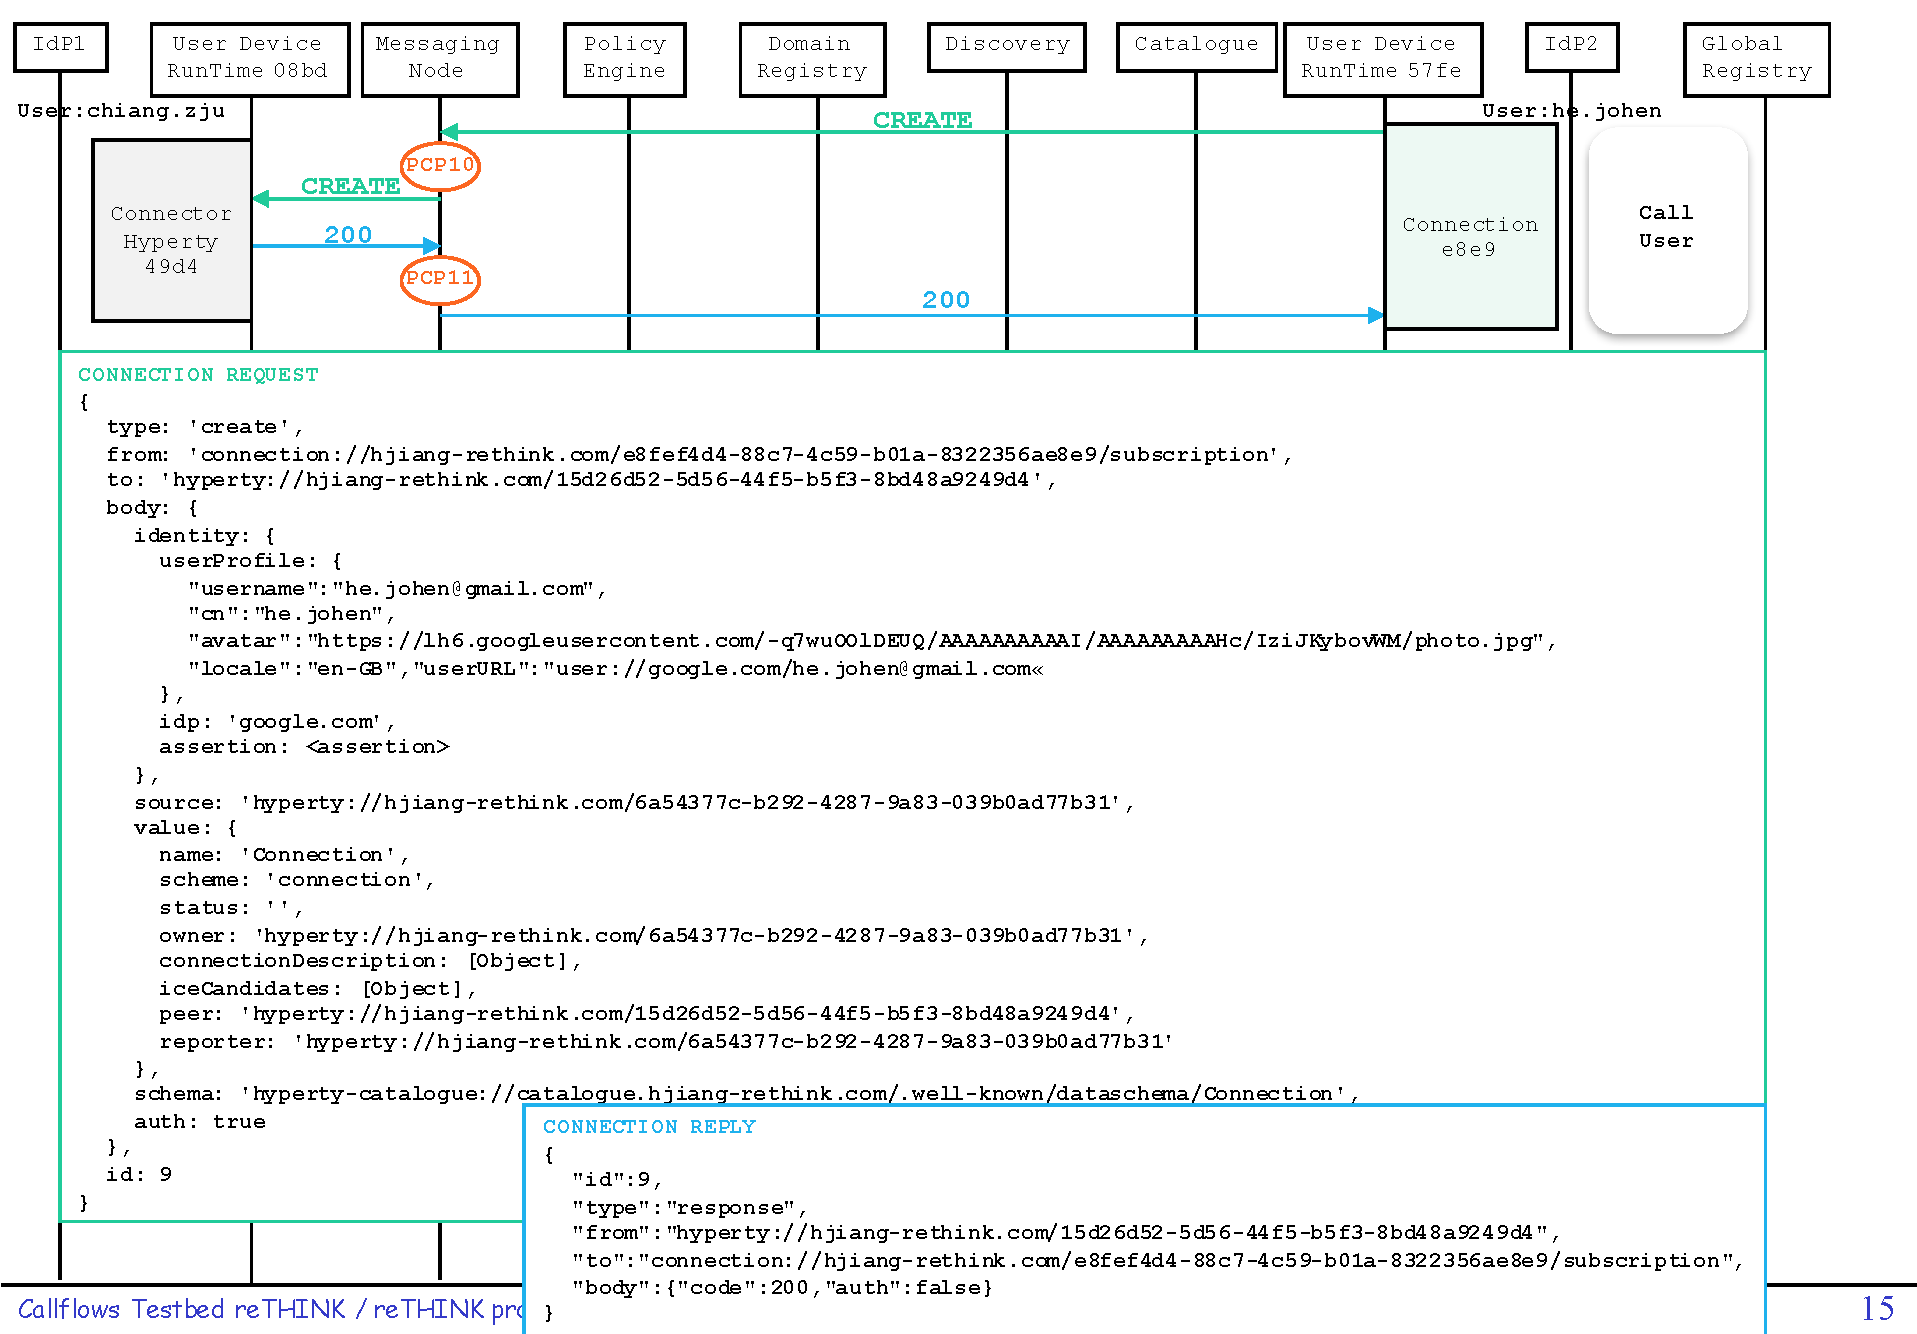 IdP1
User Device
RunTime 08bd
Messaging
Node
Policy
Engine
Domain
Registry
Discovery
Catalogue
User Device
RunTime 57fe
IdP2
Global
Registry
User:chiang.zju
User:he.johen
CREATE
PCP10
CREATE
Connector
Hyperty
49d4
200
PCP11
200
Connection
e8e9
Call
User
CONNECTION REQUEST
{
type: 'create',
from: 'connection://hjiang-rethink.com/e8fef4d4-88c7-4c59-b01a-8322356ae8e9/subscription',
to: 'hyperty://hjiang-rethink.com/15d26d52-5d56-44f5-b5f3-8bd48a9249d4',
body: {
identity: {
userProfile: {
"username":"he.johen@gmail.com",
"cn":"he.johen",
"avatar":"https://lh6.googleusercontent.com/-q7wuOOlDEUQ/AAAAAAAAAAI/AAAAAAAAAHc/IziJKybovWM/photo.jpg",
"locale":"en-GB","userURL":"user://google.com/he.johen@gmail.com«
},
idp: 'google.com',
assertion: <assertion>
},
source: 'hyperty://hjiang-rethink.com/6a54377c-b292-4287-9a83-039b0ad77b31',
value: {
name: 'Connection',
scheme: 'connection',
status: '',
owner: 'hyperty://hjiang-rethink.com/6a54377c-b292-4287-9a83-039b0ad77b31',
connectionDescription: [Object],
iceCandidates: [Object],
peer: 'hyperty://hjiang-rethink.com/15d26d52-5d56-44f5-b5f3-8bd48a9249d4',
reporter: 'hyperty://hjiang-rethink.com/6a54377c-b292-4287-9a83-039b0ad77b31'
},
schema: 'hyperty-catalogue://catalogue.hjiang-rethink.com/.well-known/dataschema/Connection',
auth: true
},
id: 9
}
CONNECTION REPLY
{
"id":9,
"type":"response",
"from":"hyperty://hjiang-rethink.com/15d26d52-5d56-44f5-b5f3-8bd48a9249d4",
"to":"connection://hjiang-rethink.com/e8fef4d4-88c7-4c59-b01a-8322356ae8e9/subscription",
"body":{"code":200,"auth":false}
}
Callflows Testbed reTHINK / reTHINK pro
15